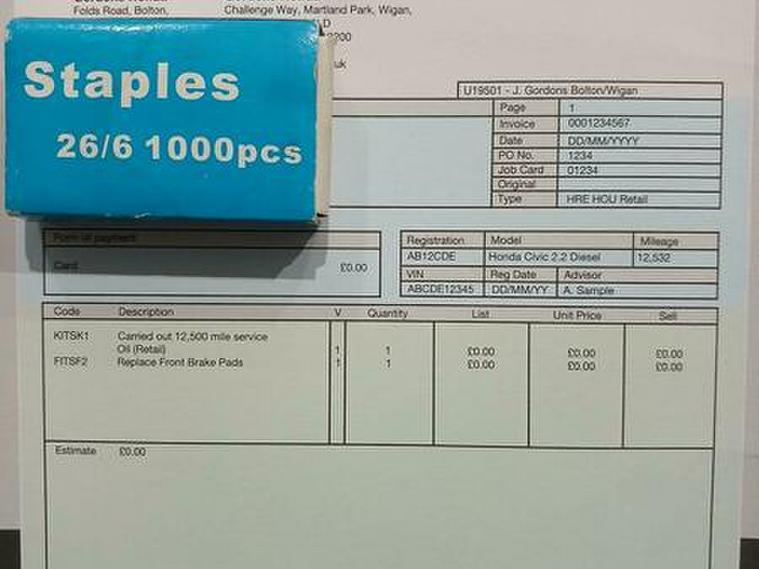 Folds Road, Bolton,
Challenge Way, Martland Park, Wigan,
Staples
26/6 1000pcs
U19501 - J. Gordons Bolton/Wigan
Page 1
Invoice 0001234567
Date DD/MM/YYYY
PO No. 1234
Job Card 01234
Original
Type HRE HOU Retail
Form of payment
Card £0.00
Registration Model Mileage
AB12CDE Honda Civic 2.2 Diesel 12,532
VIN Reg Date Advisor
ABCDE12345 DD/MM/YY A. Sample
Code Description V Quantity List Unit Price Sell
KITSK1 Carried out 12,500 mile service
Oil (Retail) 1 1 £0.00 £0.00 £0.00
FITSF2 Replace Front Brake Pads 1 1 £0.00 £0.00 £0.00
Estimate £0.00